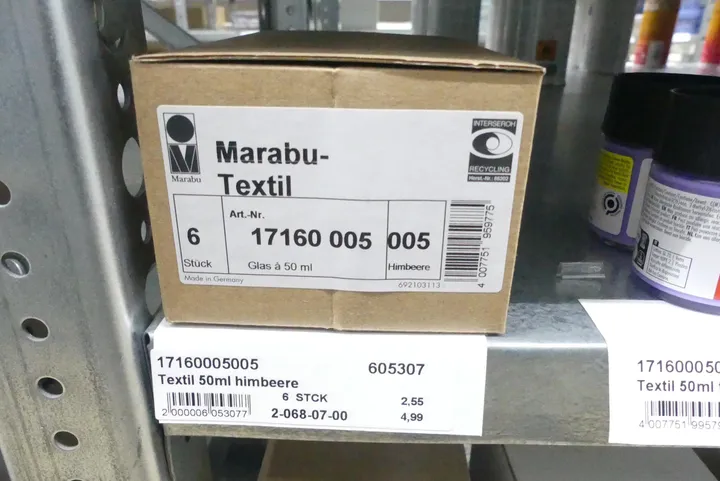 Marabu
Marabu-
Textil
INTERSEROH
RECYCLING
6
Stück
Art.-Nr.
17160 005
Glas à 50 ml
005
Himbeere
4 007751 959775
Made in Germany
692103113
17160005005
605307
Textil 50ml himbeere
2 000006 053077
6 STCK
2,55
2-068-07-00
4,99
Textil 50ml